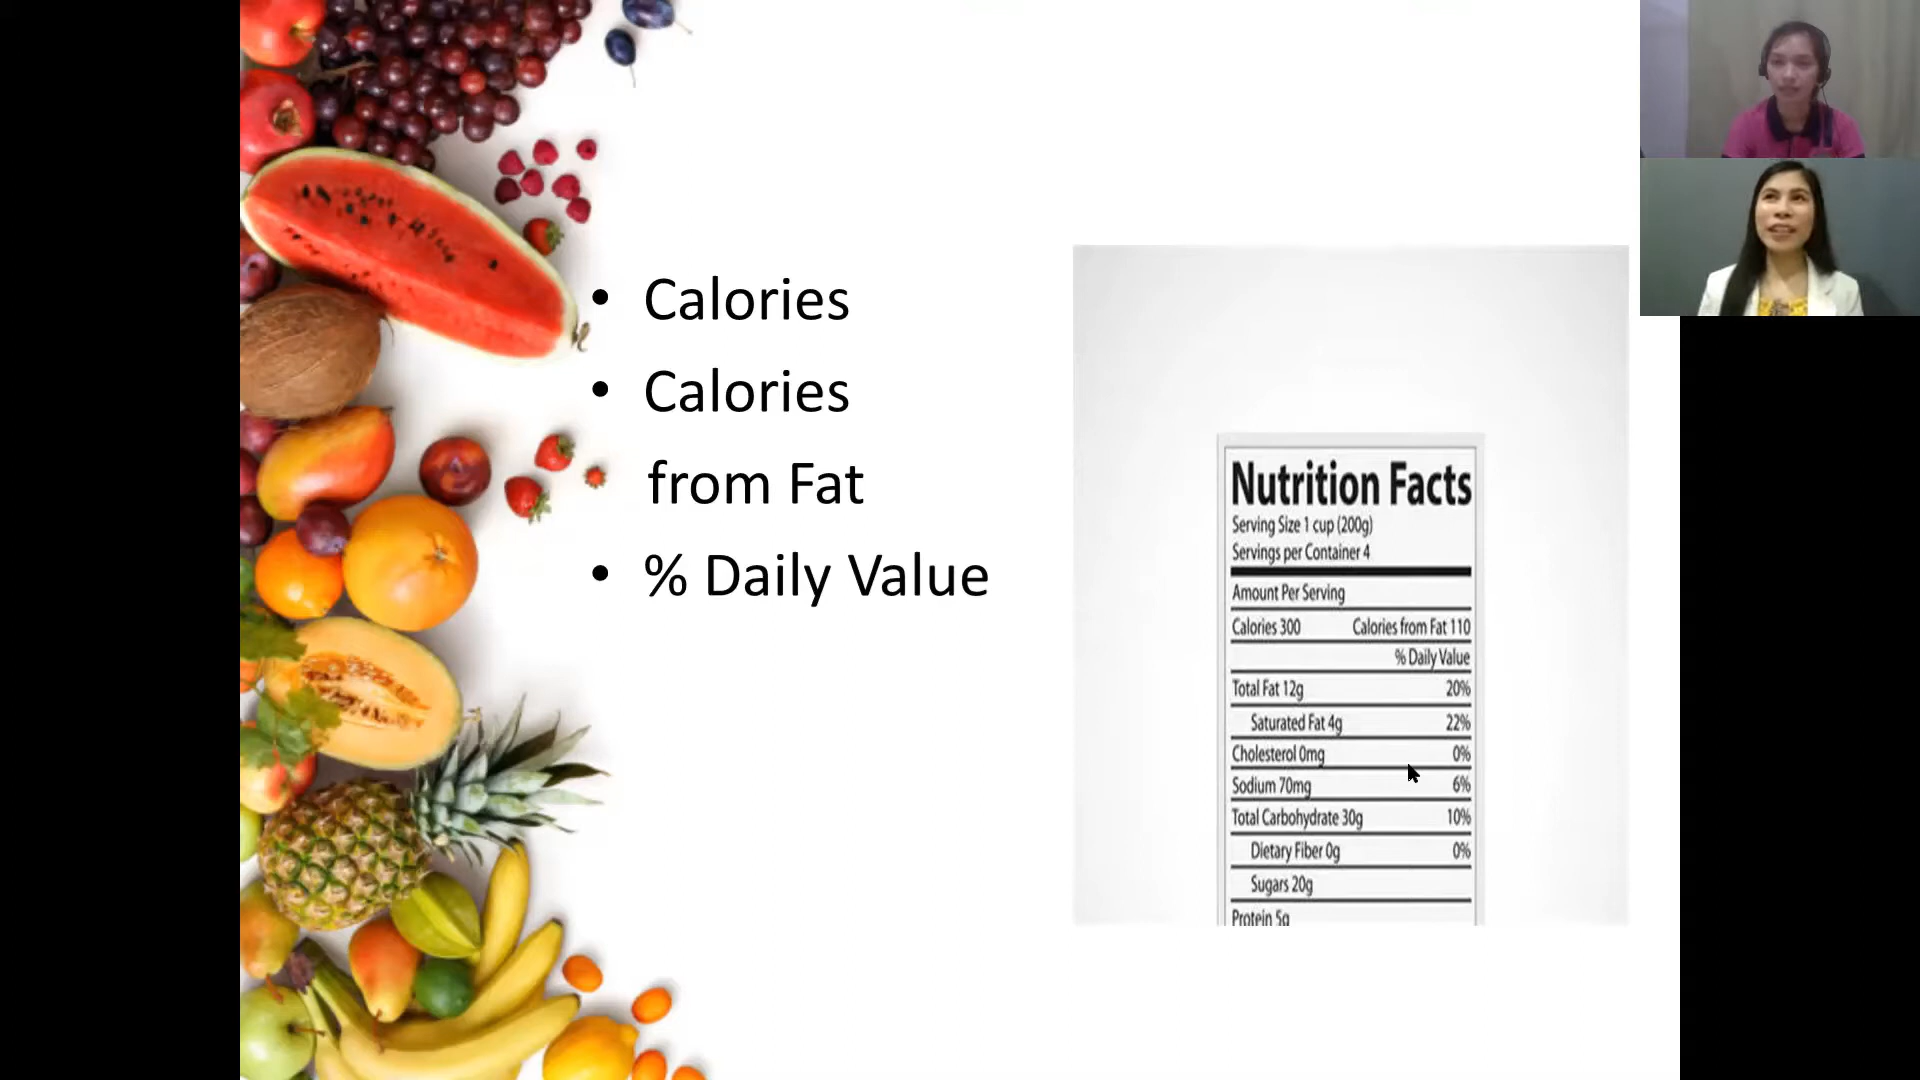 • Calories
• Calories
from Fat
• % Daily Value
Nutrition Facts
Serving Size 1 cup (200g)
Servings per Container 4
Amount Per Serving
Calories 300 Calories from Fat 110
% Daily Value
Total Fat 12g 20%
Saturated Fat 4g 22%
Cholesterol 0mg 0%
Sodium 70mg 6%
Total Carbohydrate 30g 10%
Dietary Fiber 0g 0%
Sugars 20g
Protein 5g